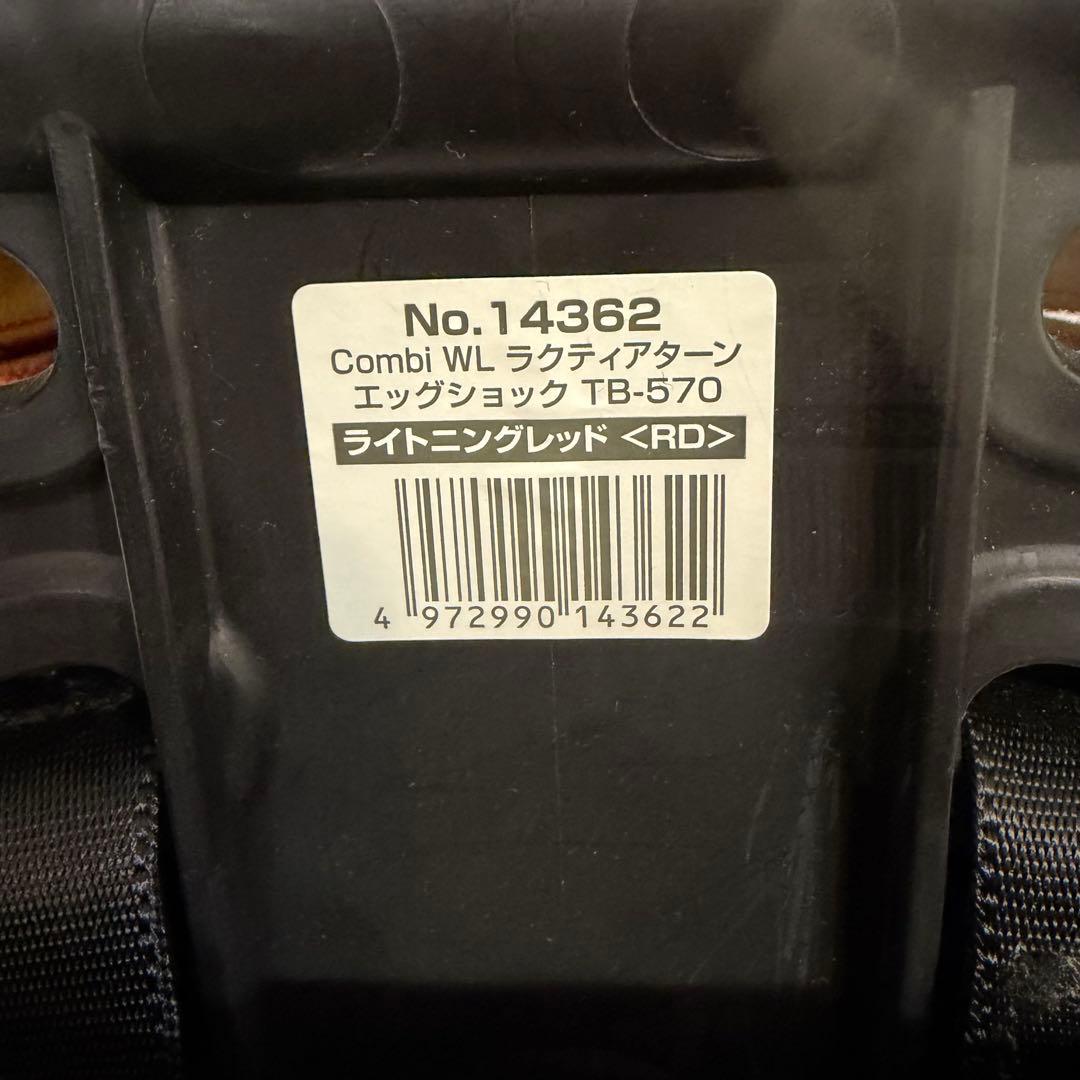 No.14362
Combi WL ラクティアターン
エッグショック TB-570
ライトニングレッド <RD>
4 972990 143622